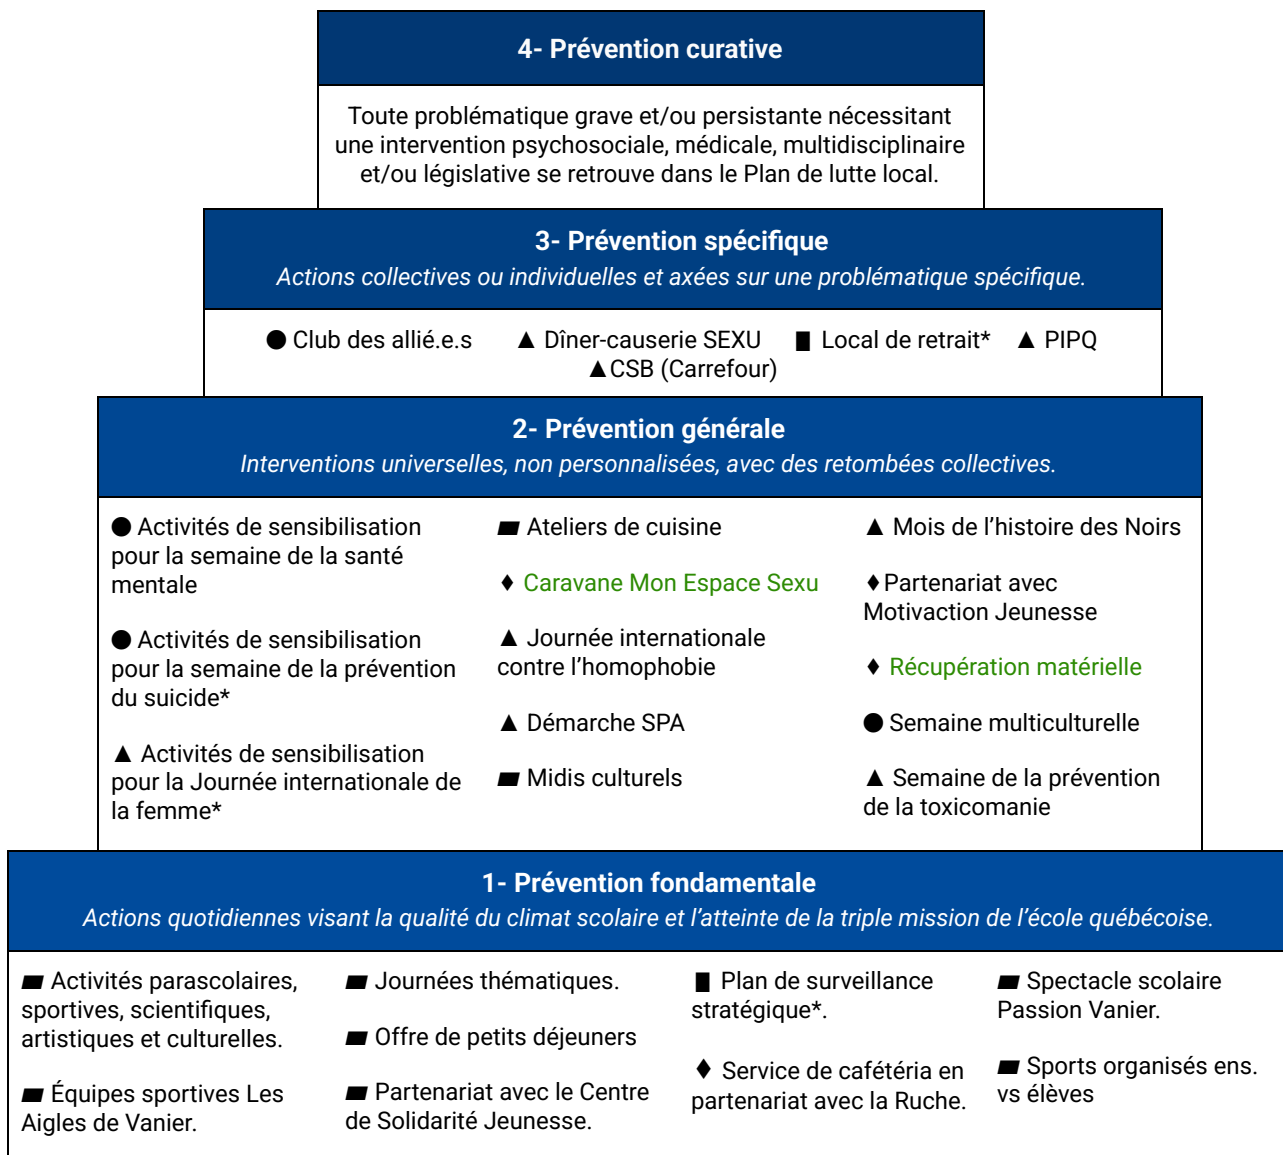 4- Prévention curative
Toute problématique grave et/ou persistante nécessitant
une intervention psychosociale, médicale, multidisciplinaire
et/ou législative se retrouve dans le Plan de lutte local.
3- Prévention spécifique
Actions collectives ou individuelles et axées sur une problématique spécifique.
● Club des allié.e.s ▲ Dîner-causerie SEXU ▮ Local de retrait* ▲ PIPQ
▲CSB (Carrefour)
2- Prévention générale
Interventions universelles, non personnalisées, avec des retombées collectives.
● Activités de sensibilisation
pour la semaine de la santé
mentale
● Activités de sensibilisation
pour la semaine de la prévention
du suicide*
▲ Activités de sensibilisation
pour la Journée internationale de
la femme*
▰ Ateliers de cuisine
♦ Caravane Mon Espace Sexu
▲ Journée internationale
contre l’homophobie
▲ Démarche SPA
▰ Midis culturels
▲ Mois de l’histoire des Noirs
♦Partenariat avec
Motivaction Jeunesse
♦ Récupération matérielle
● Semaine multiculturelle
▲ Semaine de la prévention
de la toxicomanie
1- Prévention fondamentale
Actions quotidiennes visant la qualité du climat scolaire et l’atteinte de la triple mission de l’école québécoise.
▰ Activités parascolaires,
sportives, scientifiques,
artistiques et culturelles.
▰ Équipes sportives Les
Aigles de Vanier.
▰ Journées thématiques.
▰ Offre de petits déjeuners
▰ Partenariat avec le Centre
de Solidarité Jeunesse.
▮ Plan de surveillance
stratégique*.
♦ Service de cafétéria en
partenariat avec la Ruche.
▰ Spectacle scolaire
Passion Vanier.
▰ Sports organisés ens.
vs élèves